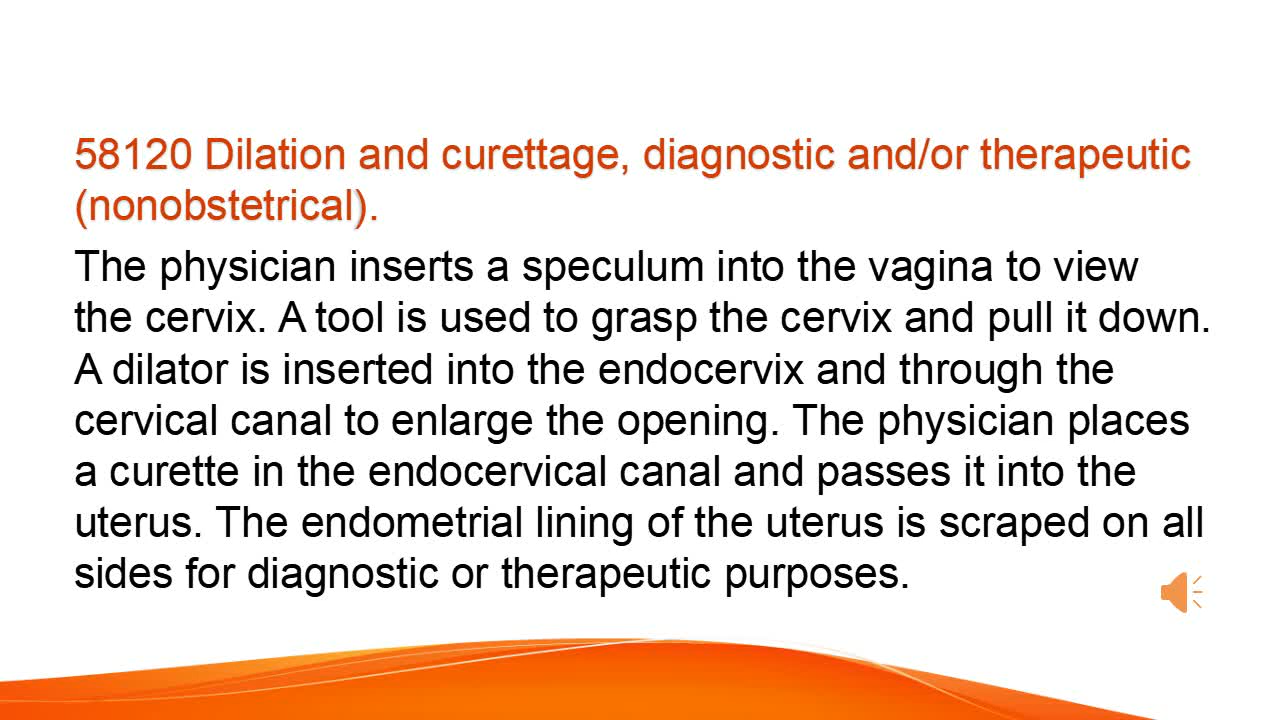 58120 Dilation and curettage, diagnostic and/or therapeutic
(nonobstetrical).
The physician inserts a speculum into the vagina to view
the cervix. A tool is used to grasp the cervix and pull it down.
A dilator is inserted into the endocervix and through the
cervical canal to enlarge the opening. The physician places
a curette in the endocervical canal and passes it into the
uterus. The endometrial lining of the uterus is scraped on all
sides for diagnostic or therapeutic purposes.